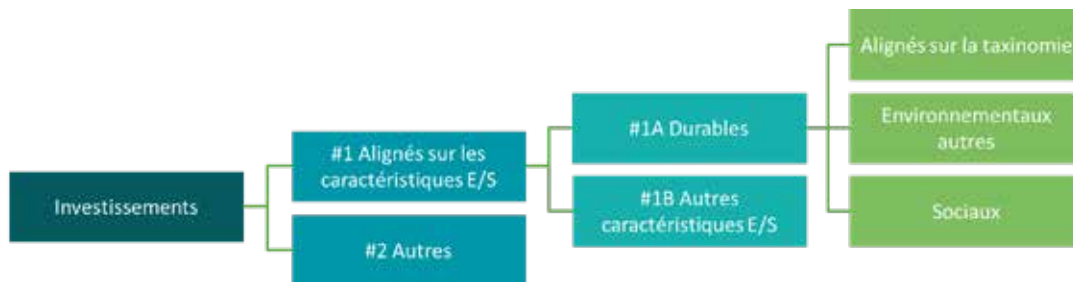 Investissements
#1 Alignés sur les
caractéristiques E/S
#2 Autres
#1A Durables
#1B Autres
caractéristiques E/S
Alignés sur la taxinomie
Environnementaux
autres
Sociaux